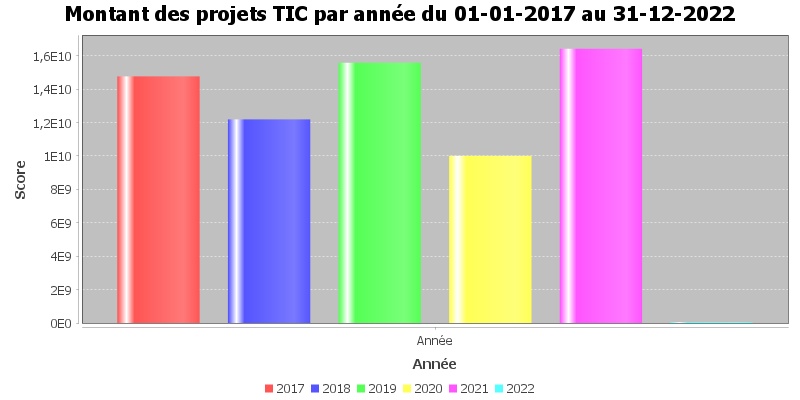 Montant des projets TIC par année du 01-01-2017 au 31-12-2022
1,6E10
1,4E10
1,2E10
1E10
8E9
6E9
4E9
2E9
0E0
Score
Année
Année
2017 2018 2019 2020 2021 2022